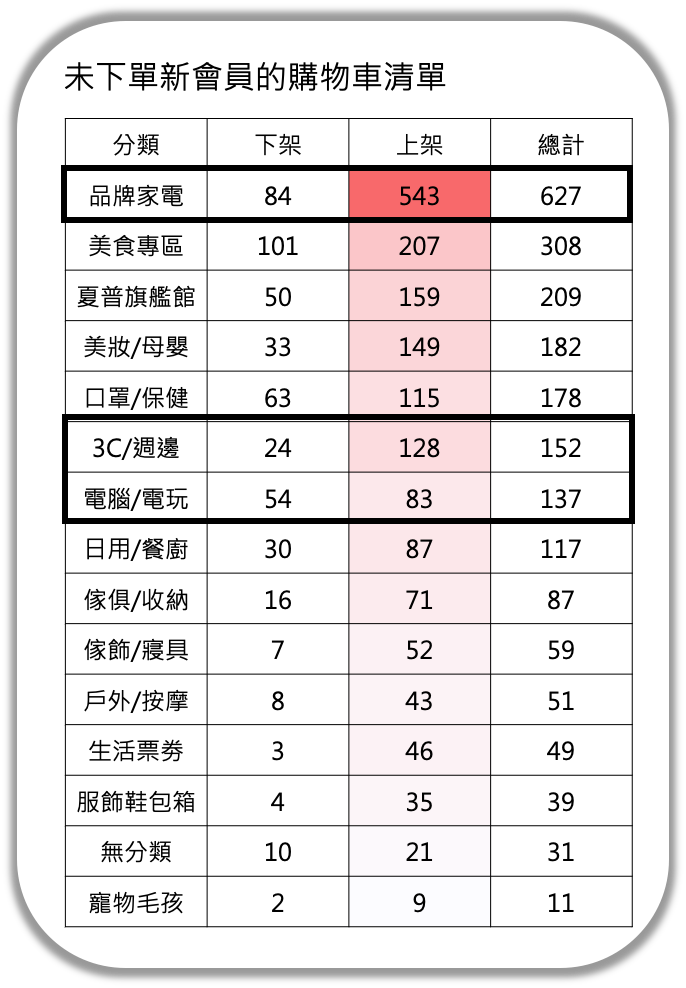 未下單新會員的購物車清單
分類 下架 上架 總計
品牌家電 84 543 627
美食專區 101 207 308
夏普旗艦館 50 159 209
美妝/母嬰 33 149 182
口罩/保健 63 115 178
3C/週邊 24 128 152
電腦/電玩 54 83 137
日用/餐廚 30 87 117
傢俱/收納 16 71 87
傢飾/寢具 7 52 59
戶外/按摩 8 43 51
生活票券 3 46 49
服飾鞋包箱 4 35 39
無分類 10 21 31
寵物毛孩 2 9 11